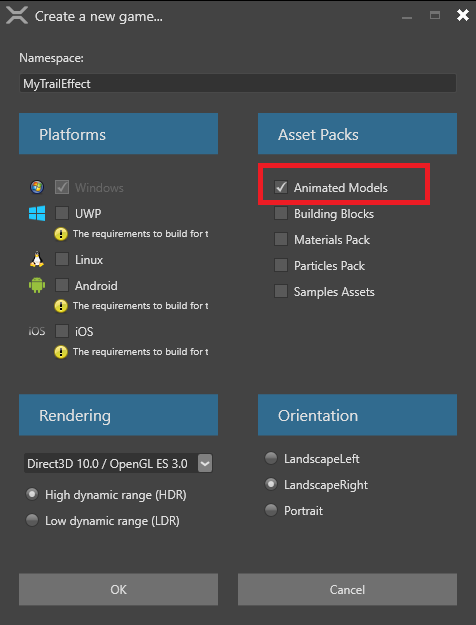 Create a new game...
Namespace:
MyTrailEffect
Platforms
Windows
UWP
The requirements to build for t
Linux
Android
The requirements to build for t
iOS iOS
The requirements to build for t
Asset Packs
Animated Models
Building Blocks
Materials Pack
Particles Pack
Samples Assets
Rendering
Direct3D 10.0 / OpenGL ES 3.0
High dynamic range (HDR)
Low dynamic range (LDR)
Orientation
LandscapeLeft
LandscapeRight
Portrait
OK
Cancel